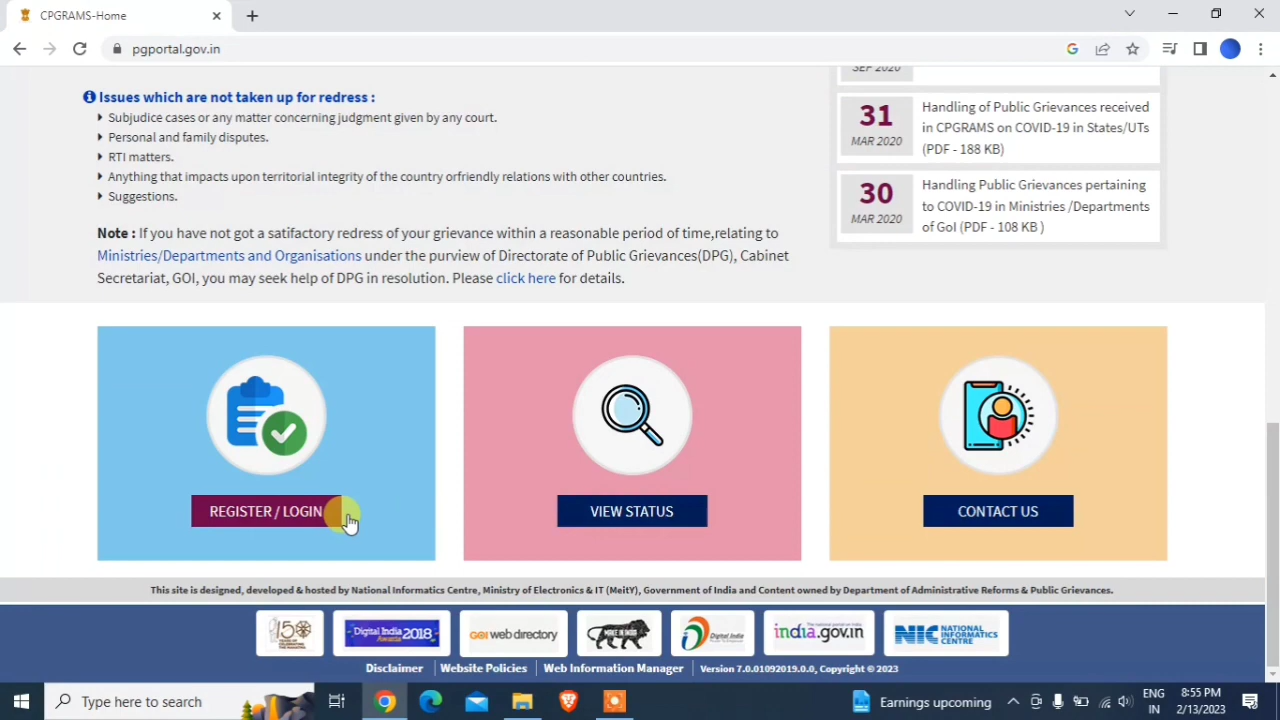 CPGRAMS-Home
pgportal.gov.in
SEP 2020
Issues which are not taken up for redress :
Subjudice cases or any matter concerning judgment given by any court.
Personal and family disputes.
RTI matters.
Anything that impacts upon territorial integrity of the country orfriendly relations with other countries.
Suggestions.
Note : If you have not got a satifactory redress of your grievance within a reasonable period of time,relating to
Ministries/Departments and Organisations under the purview of Directorate of Public Grievances(DPG), Cabinet
Secretariat, GOI, you may seek help of DPG in resolution. Please click here for details.
31
MAR 2020
Handling of Public Grievances received
in CPGRAMS on COVID-19 in States/UTs
(PDF - 188 KB)
30
MAR 2020
Handling Public Grievances pertaining
to COVID-19 in Ministries /Departments
of GoI (PDF - 108 KB )
REGISTER / LOGIN
VIEW STATUS
CONTACT US
This site is designed, developed & hosted by National Informatics Centre, Ministry of Electronics & IT (MeitY), Government of India and Content owned by Department of Administrative Reforms & Public Grievances.
150
Digital India 2018
Awards
GOI web directory
MAKE IN INDIA
Digital India
india.gov.in
NIC NATIONAL
INFORMATICS
CENTRE
Disclaimer Website Policies Web Information Manager Version 7.0.01092019.0.0, Copyright © 2023
Type here to search
Earnings upcoming
ENG
IN
8:55 PM
2/13/2023